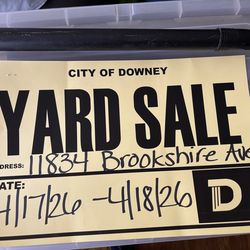 CITY OF DOWNEY
YARD SALE
DRESS: 11834 Brookshire Ave
ATE: 4/17/26 - 4/18/26
D